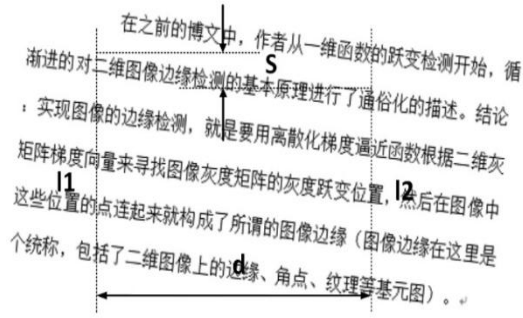 在之前的博文中，作者从一维函数的跃变检测开始，循
S
渐进的对二维图像边缘检测的基本原理进行了通俗化的描述。结论
：实现图像的边缘检测，就是要用离散化梯度逼近函数根据二维灰
矩阵梯度向量来寻找图像灰度矩阵的灰度跃变位置，然后在图像中
l1
l2
这些位置的点连起来就构成了所谓的图像边缘（图像边缘在这里是
个统称，包括了二维图像上的边缘、角点、纹理等基元图）。
d